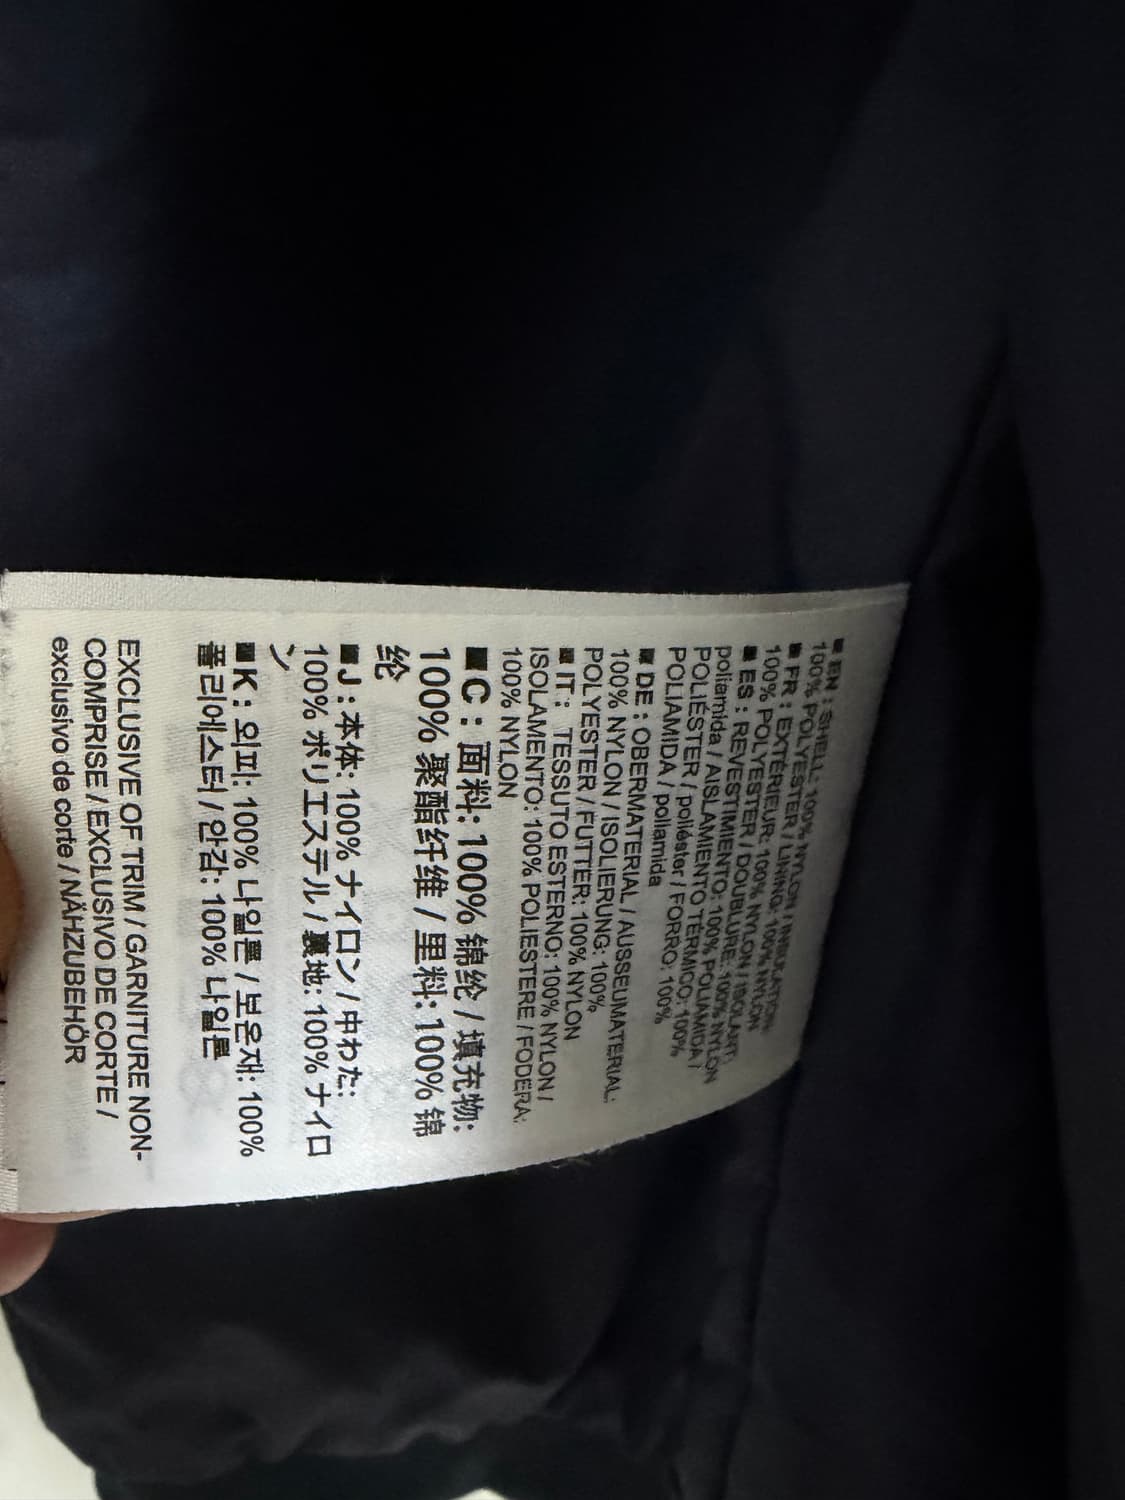 ■ EN : SHELL: 100% NYLON / INSULATION:
100% POLYESTER / LINING: 100% NYLON
■ FR : EXTÉRIEUR: 100% NYLON / ISOLANT:
100% POLYESTER / DOUBLURE: 100% NYLON
■ ES : REVESTIMIENTO: 100% POLIAMIDA /
poliamida / AISLAMIENTO TÉRMICO: 100%
POLIÉSTER / poliéster / FORRO: 100%
POLIAMIDA / poliamida
■ DE : OBERMATERIAL / AUSSEUMATERIAL:
100% NYLON / ISOLIERUNG: 100%
POLYESTER / FUTTER: 100% NYLON
■ IT : TESSUTO ESTERNO: 100% NYLON /
ISOLAMENTO: 100% POLIESTERE / FODERA:
100% NYLON
■ C : 面料: 100% 锦纶 / 填充物:
100% 聚酯纤维 / 里料: 100% 锦
纶
■ J : 本体: 100% ナイロン / 中わた:
100% ポリエステル / 裏地: 100% ナイロ
ン
■ K : 외피: 100% 나일론 / 보온재: 100%
폴리에스터 / 안감: 100% 나일론
EXCLUSIVE OF TRIM / GARNITURE NON-
COMPRISE / EXCLUSIVO DE CORTE /
exclusivo de corte / NÄHZUBEHÖR